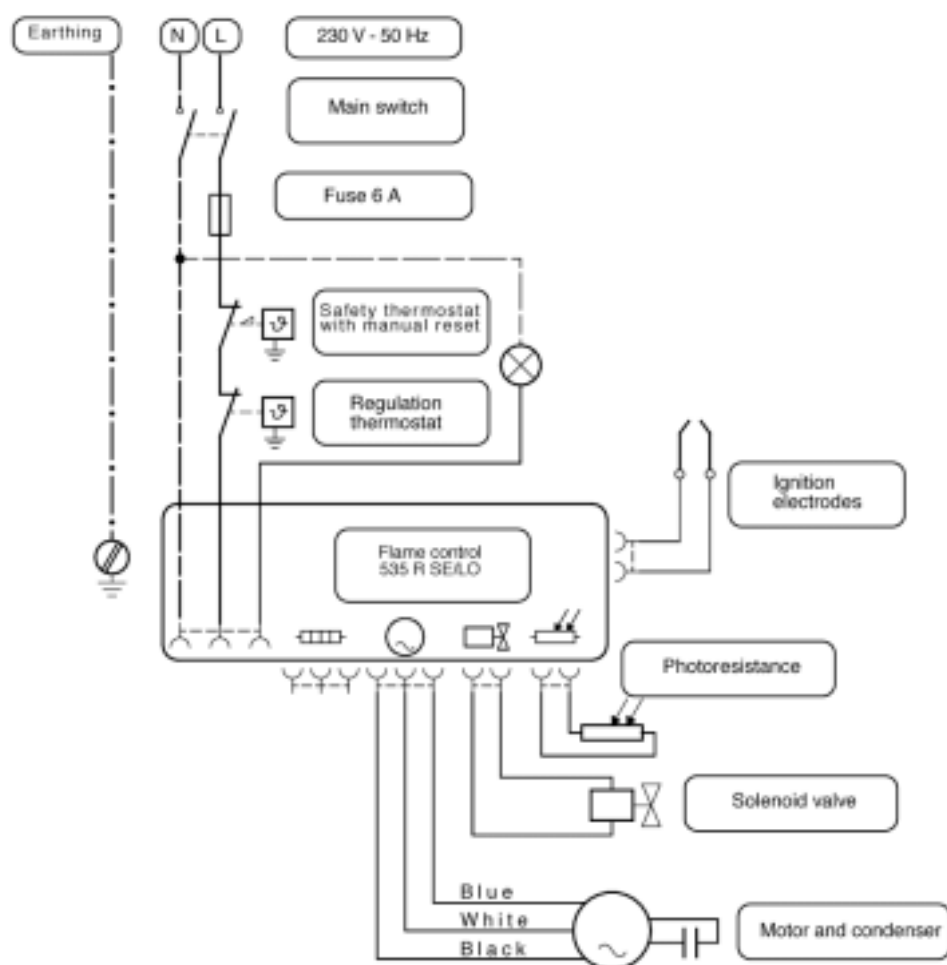 Earthing
N
L
230 V - 50 Hz
Main switch
Fuse 6 A
Safety thermostat
with manual reset
Regulation
thermostat
Ignition
electrodes
Flame control
535 R SE/LO
Photoresistance
Solenoid valve
Blue
White
Black
Motor and condenser